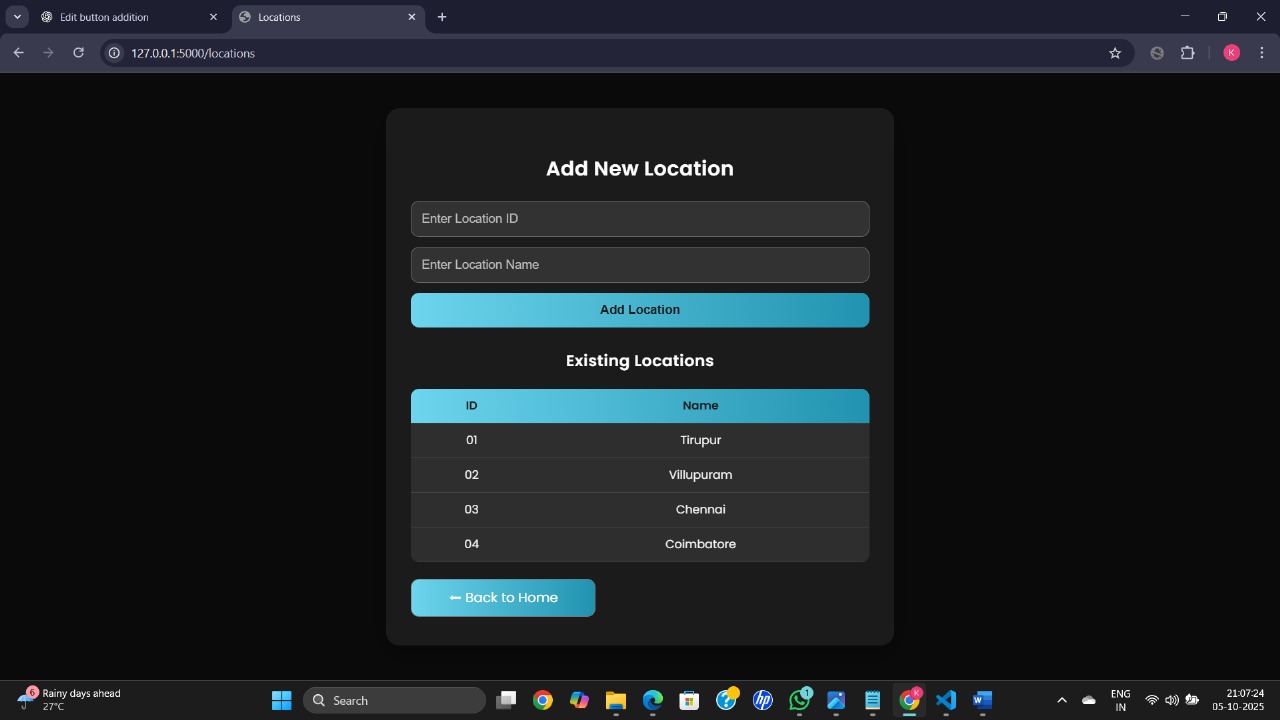 Edit button addition
Locations
127.0.0.1:5000/locations
K
Add New Location
Enter Location ID
Enter Location Name
Add Location
Existing Locations
ID Name
01 Tirupur
02 Villupuram
03 Chennai
04 Coimbatore
← Back to Home
6
Rainy days ahead
27°C
Search
hp
1
K
W
ENG
IN
21:07:24
05-10-2025